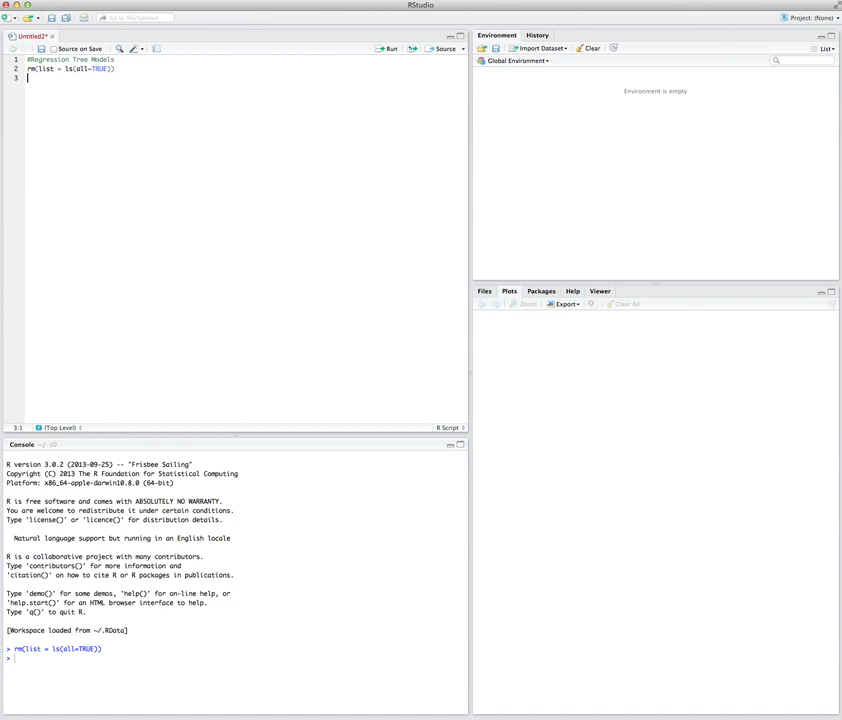 RStudio
Go to file/function
Project: (None)
Untitled2*
Source on Save
Run
Source
1 #Regression Tree Models
2 rm(list = ls(all=TRUE))
3
3:1 (Top Level)
R Script
Console ~/
R version 3.0.2 (2013-09-25) -- "Frisbee Sailing"
Copyright (C) 2013 The R Foundation for Statistical Computing
Platform: x86_64-apple-darwin10.8.0 (64-bit)
R is free software and comes with ABSOLUTELY NO WARRANTY.
You are welcome to redistribute it under certain conditions.
Type 'license()' or 'licence()' for distribution details.
Natural language support but running in an English locale
R is a collaborative project with many contributors.
Type 'contributors()' for more information and
'citation()' on how to cite R or R packages in publications.
Type 'demo()' for some demos, 'help()' for on-line help, or
'help.start()' for an HTML browser interface to help.
Type 'q()' to quit R.
[Workspace loaded from ~/.RData]
> rm(list = ls(all=TRUE))
>
Environment History
Import Dataset Clear
List
Global Environment
Environment is empty
Files Plots Packages Help Viewer
Zoom Export Clear All